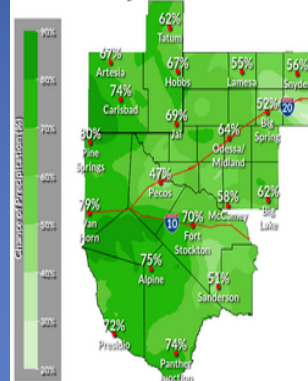 62%
Tatum
67%
Artesia
67%
Hobbs
55%
Lamesa
56%
Snyde
74%
Carlsbad
69%
Jal
52%
Big
Spring
20
64%
Odessa/
Midland
80%
Pine
Springs
47%
Pecos
79%
Van
Horn
10
70%
Fort
Stockton
58%
McCamey
62%
Big
Lake
75%
Alpine
51%
Sanderson
72%
Presidio
74%
Panther
Junction
Chance of Precipitation (%)
90%
80%
70%
60%
50%
40%
30%
20%